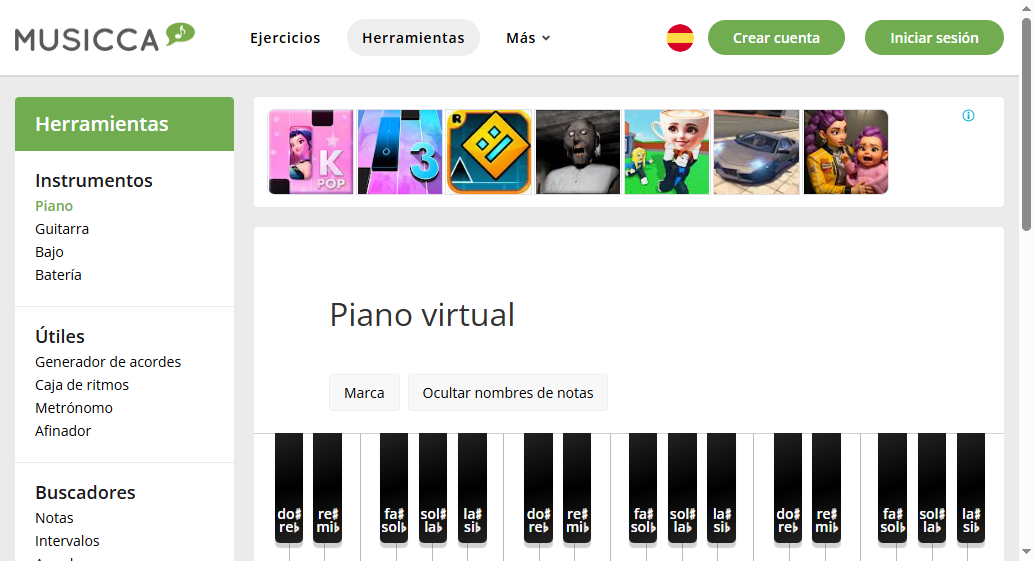 MUSICCA
Ejercicios
Herramientas
Más
Crear cuenta
Iniciar sesión
Herramientas
Instrumentos
Piano
Guitarra
Bajo
Batería
Útiles
Generador de acordes
Caja de ritmos
Metrónomo
Afinador
Buscadores
Notas
Intervalos
K
POP
3
R
Piano virtual
Marca
Ocultar nombres de notas
do# re# fa# sol# la# do# re# fa# sol# la# do# re# fa# sol# la#
re♭ mi♭ sol♭ la♭ si♭ re♭ mi♭ sol♭ la♭ si♭ re♭ mi♭ sol♭ la♭ si♭